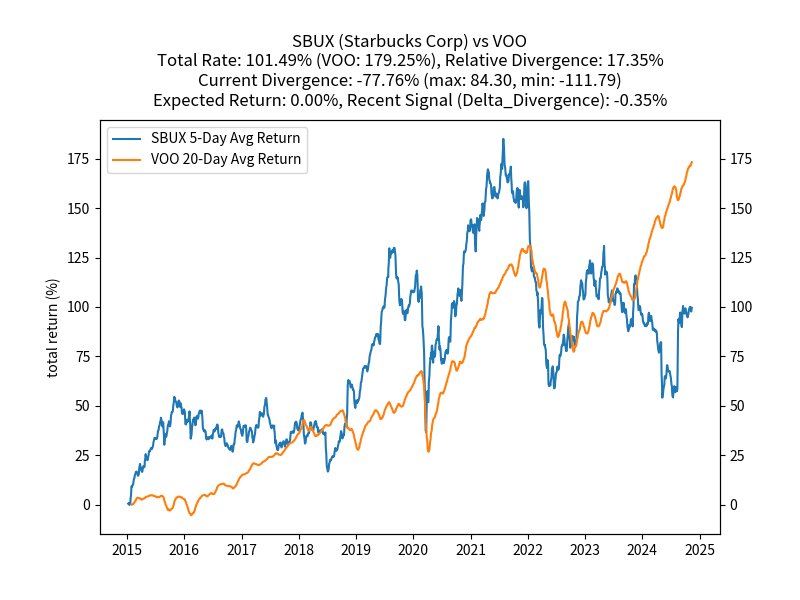 SBUX (Starbucks Corp) vs VOO
Total Rate: 101.49% (VOO: 179.25%), Relative Divergence: 17.35%
Current Divergence: -77.76% (max: 84.30, min: -111.79)
Expected Return: 0.00%, Recent Signal (Delta_Divergence): -0.35%
SBUX 5-Day Avg Return
VOO 20-Day Avg Return
total return (%)
175 175
150 150
125 125
100 100
75 75
50 50
25 25
0 0
2015 2016 2017 2018 2019 2020 2021 2022 2023 2024 2025